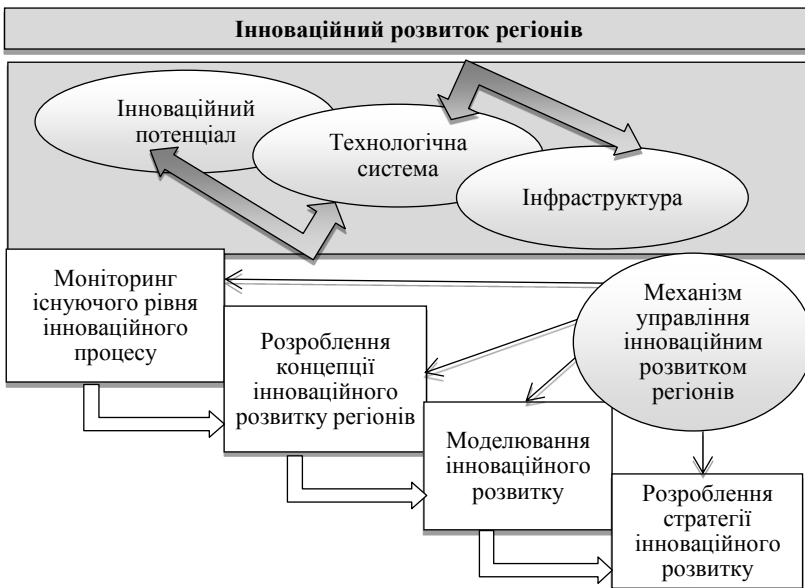 Інноваційний розвиток регіонів
Інноваційний
потенціал
Технологічна
система
Інфраструктура
Моніторинг
існуючого рівня
інноваційного
процесу
Механізм
управління
інноваційним
розвитком
регіонів
Розроблення
концепції
інноваційного
розвитку регіонів
Моделювання
інноваційного
розвитку
Розроблення
стратегії
інноваційного
розвитку